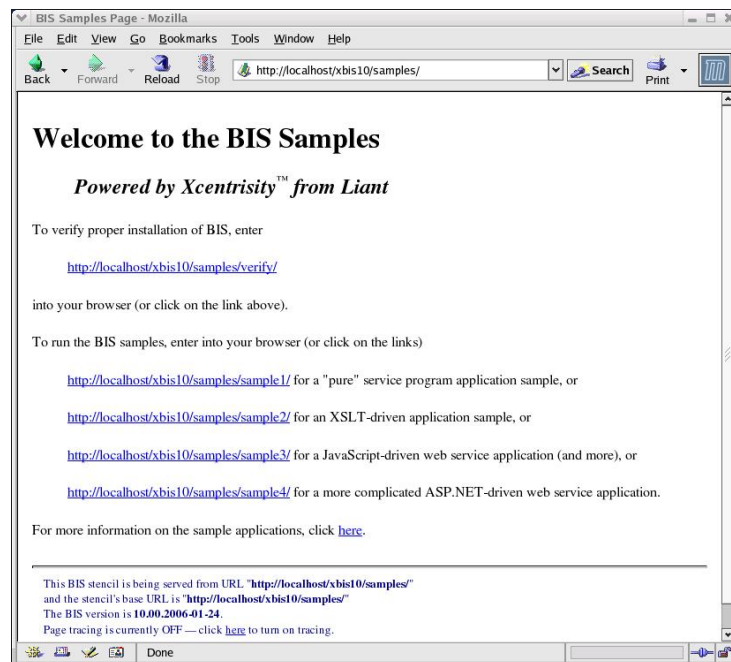 BIS Samples Page - Mozilla
File Edit View Go Bookmarks Tools Window Help
Back Forward Reload Stop http://localhost/xbis10/samples/ Search Print
Welcome to the BIS Samples
Powered by Xcentrisity™ from Liant
To verify proper installation of BIS, enter
http://localhost/xbis10/samples/verify/
into your browser (or click on the link above).
To run the BIS samples, enter into your browser (or click on the links)
http://localhost/xbis10/samples/sample1/ for a "pure" service program application sample, or
http://localhost/xbis10/samples/sample2/ for an XSLT-driven application sample, or
http://localhost/xbis10/samples/sample3/ for a JavaScript-driven web service application (and more), or
http://localhost/xbis10/samples/sample4/ for a more complicated ASP.NET-driven web service application.
For more information on the sample applications, click here.
This BIS stencil is being served from URL "http://localhost/xbis10/samples/"
and the stencil's base URL is "http://localhost/xbis10/samples/"
The BIS version is 10.00.2006-01-24.
Page tracing is currently OFF — click here to turn on tracing.
Done